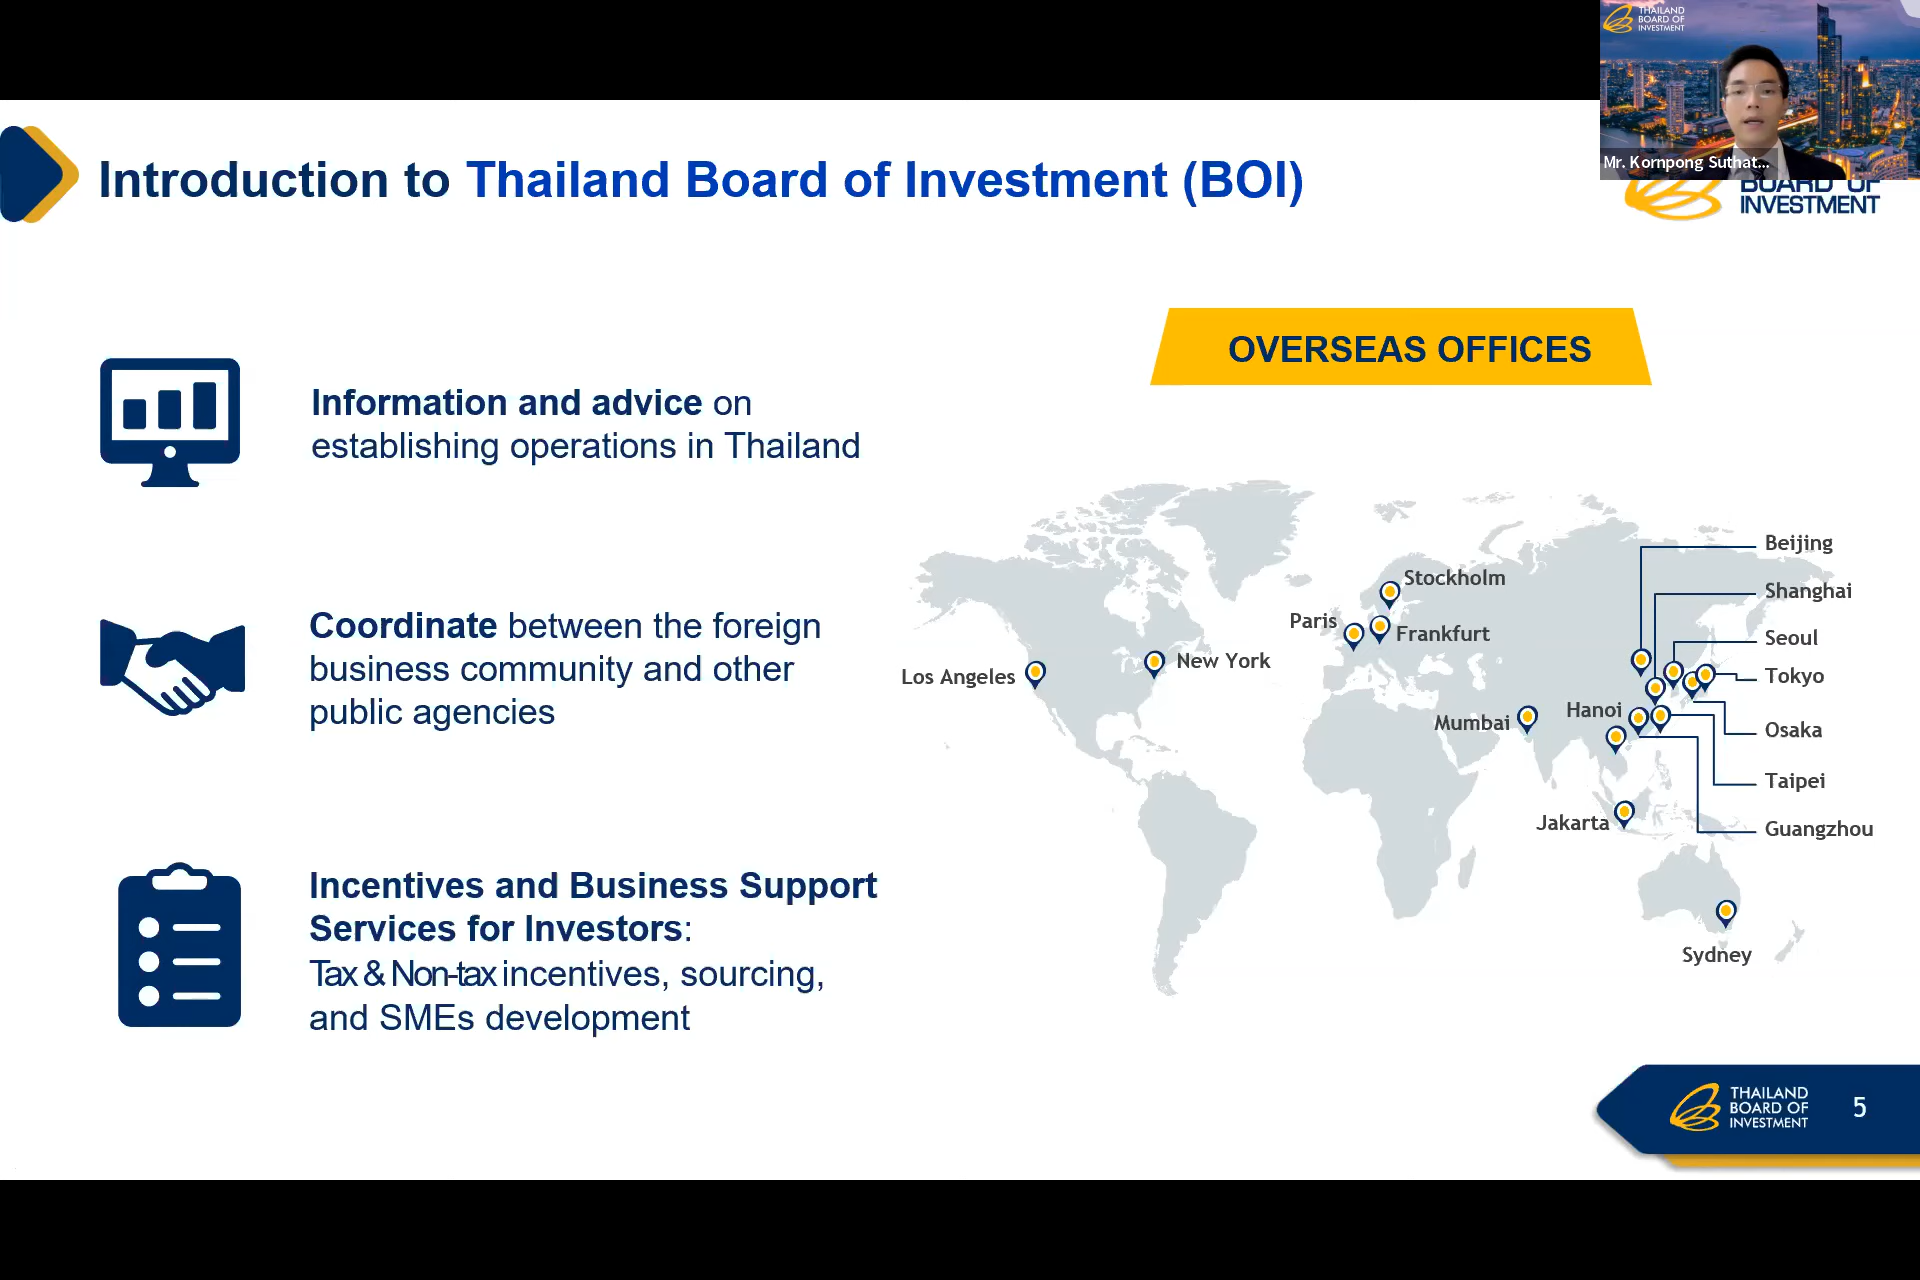 THAILAND
BOARD OF
INVESTMENT
Mr. Kornpong Suthat...
Introduction to Thailand Board of Investment (BOI)
BOARD OF
INVESTMENT
OVERSEAS OFFICES
Information and advice on
establishing operations in Thailand
Coordinate between the foreign
business community and other
public agencies
Incentives and Business Support
Services for Investors:
Tax & Non-tax incentives, sourcing,
and SMEs development
Beijing
Stockholm
Shanghai
Paris
Frankfurt
Seoul
Los Angeles
New York
Tokyo
Mumbai
Hanoi
Osaka
Taipei
Jakarta
Guangzhou
Sydney
THAILAND
BOARD OF
INVESTMENT
5